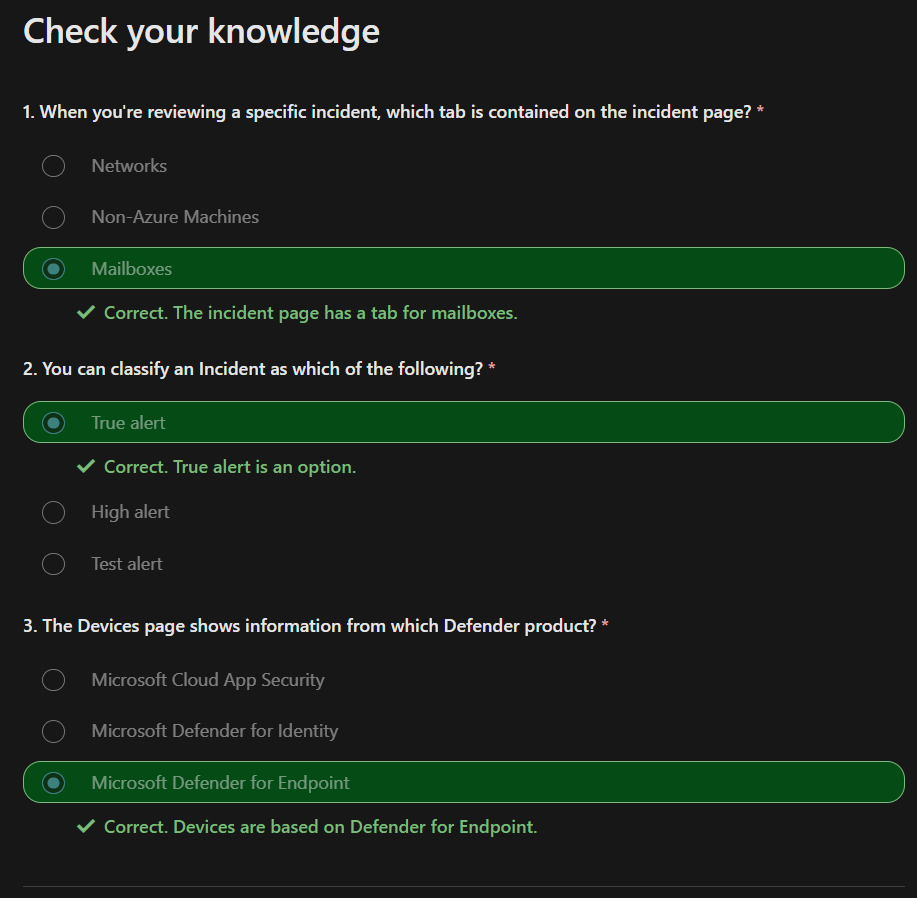 Check your knowledge
1. When you're reviewing a specific incident, which tab is contained on the incident page? *
Networks
Non-Azure Machines
Mailboxes
Correct. The incident page has a tab for mailboxes.
2. You can classify an Incident as which of the following? *
True alert
Correct. True alert is an option.
High alert
Test alert
3. The Devices page shows information from which Defender product? *
Microsoft Cloud App Security
Microsoft Defender for Identity
Microsoft Defender for Endpoint
Correct. Devices are based on Defender for Endpoint.